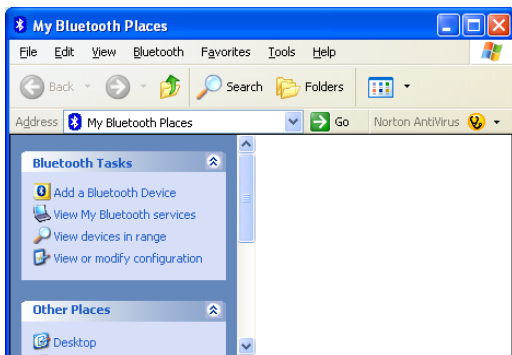 My Bluetooth Places
File Edit View Bluetooth Favorites Tools Help
Back Search Folders
Address My Bluetooth Places Go Norton AntiVirus
Bluetooth Tasks
Add a Bluetooth Device
View My Bluetooth services
View devices in range
View or modify configuration
Other Places
Desktop